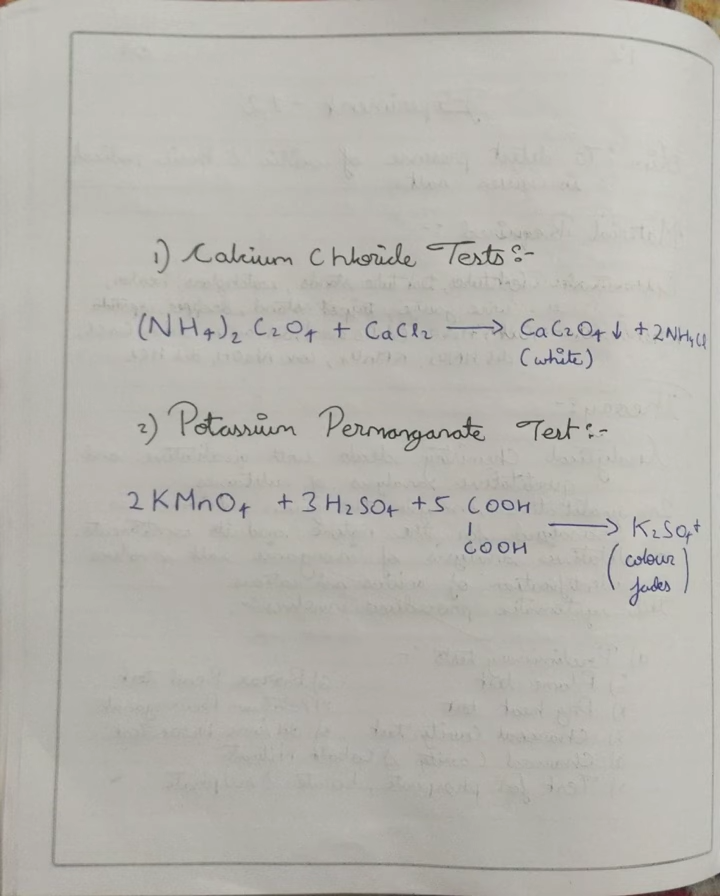 1) Calcium Chloride Tests :-
(NH4)2 C2O4 + CaCl2 ⟶ CaC2O4 ↓ + 2NH4Cl
(white)
2) Potassium Permanganate Test :-
2 KMnO4 + 3 H2SO4 + 5 COOH
|
COOH
⟶ K2SO4+
(colour
fades)